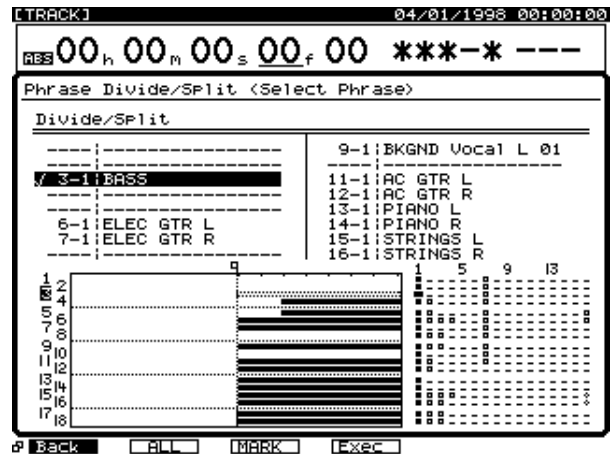 [TRACK] 04/01/1998 00:00:00
ABS 00h 00m 00s 00f 00 ***-* ---
Phrase Divide/Split (Select Phrase)
Divide/Split
----¦----------------- 9-1¦BKGND Vocal L 01
----¦----------------- ----¦-----------------
√ 3-1¦BASS 11-1¦AC GTR L
----¦----------------- 12-1¦AC GTR R
----¦----------------- 13-1¦PIANO L
6-1¦ELEC GTR L 14-1¦PIANO R
7-1¦ELEC GTR R 15-1¦STRINGS L
----¦----------------- 16-1¦STRINGS R
9 1 5 9 13
1
2
3
4
5
6
7
8
9
10
11
12
13
14
15
16
17
18
Back ALL MARK Exec